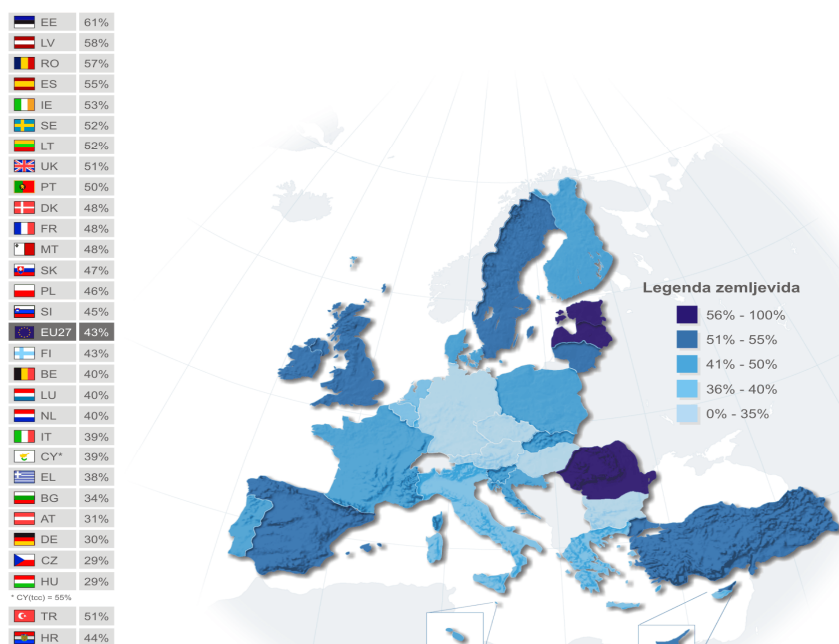 EE 61%
LV 58%
RO 57%
ES 55%
IE 53%
SE 52%
LT 52%
UK 51%
PT 50%
DK 48%
FR 48%
MT 48%
SK 47%
PL 46%
SI 45%
EU27 43%
FI 43%
BE 40%
LU 40%
NL 40%
IT 39%
CY* 39%
EL 38%
BG 34%
AT 31%
DE 30%
CZ 29%
HU 29%
* CY(tcc) = 55%
TR 51%
HR 44%
Legenda zemljevida
56% - 100%
51% - 55%
41% - 50%
36% - 40%
0% - 35%